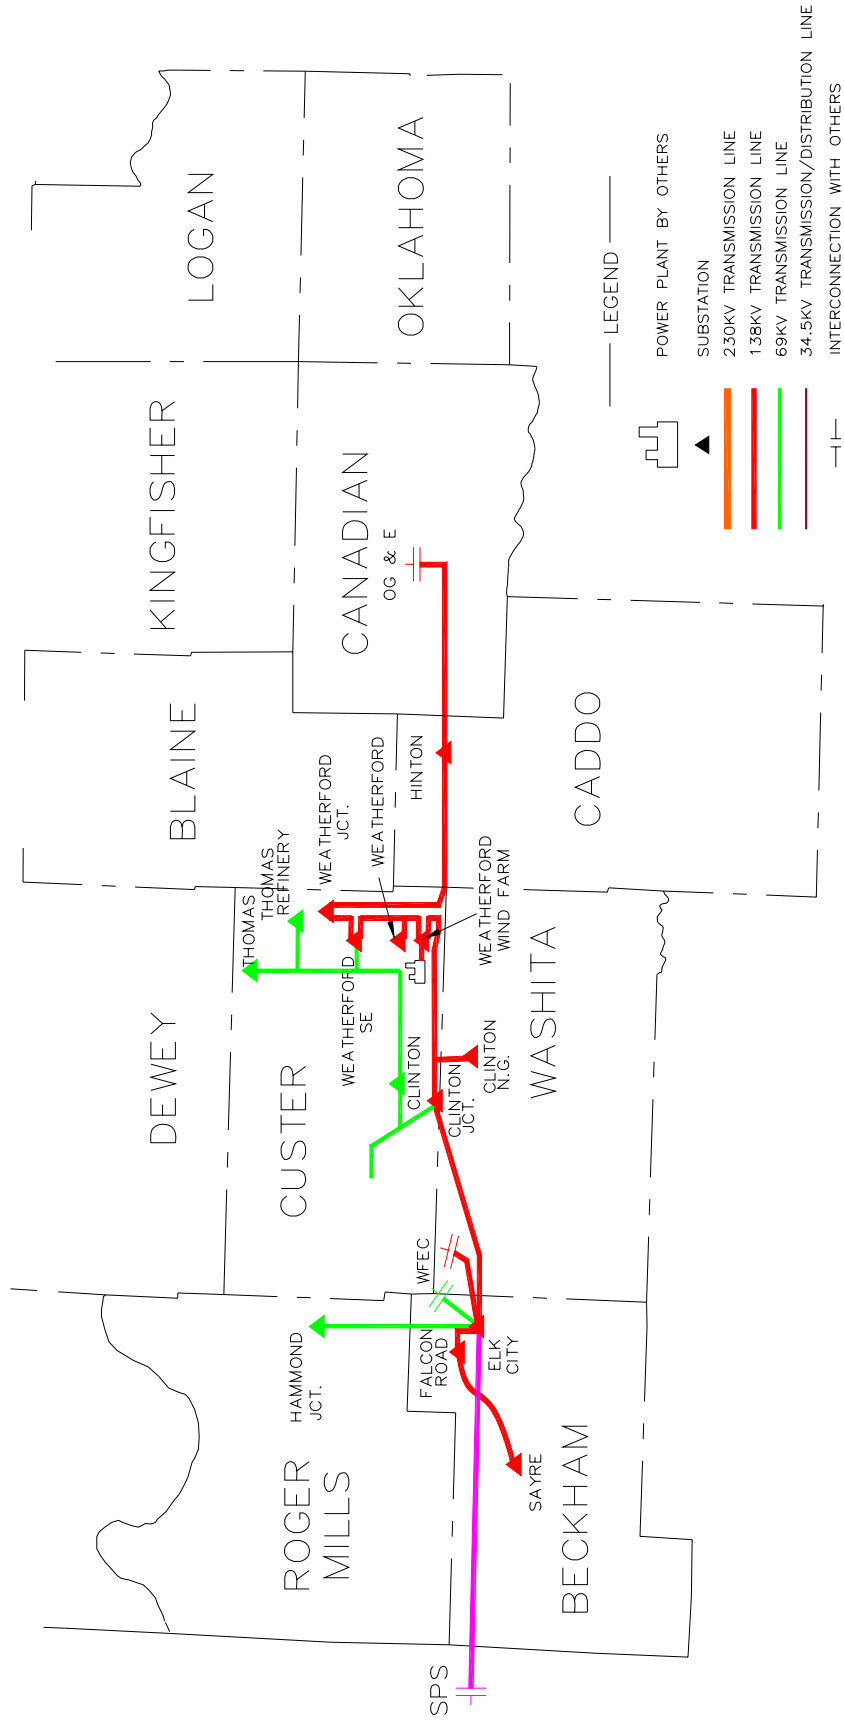 LOGAN
OKLAHOMA
KINGFISHER
CANADIAN
OG & E
BLAINE
CADDO
DEWEY
CUSTER
WASHITA
ROGER
MILLS
BECKHAM
THOMAS
THOMAS
REFINERY
WEATHERFORD
JCT.
WEATHERFORD
HINTON
WEATHERFORD
WIND FARM
WEATHERFORD
SE
CLINTON
CLINTON
JCT.
CLINTON
N.G.
WFEC
HAMMOND
JCT.
FALCON
ROAD
ELK
CITY
SAYRE
SPS
LEGEND
POWER PLANT BY OTHERS
SUBSTATION
230KV TRANSMISSION LINE
138KV TRANSMISSION LINE
69KV TRANSMISSION LINE
34.5KV TRANSMISSION/DISTRIBUTION LINE
INTERCONNECTION WITH OTHERS